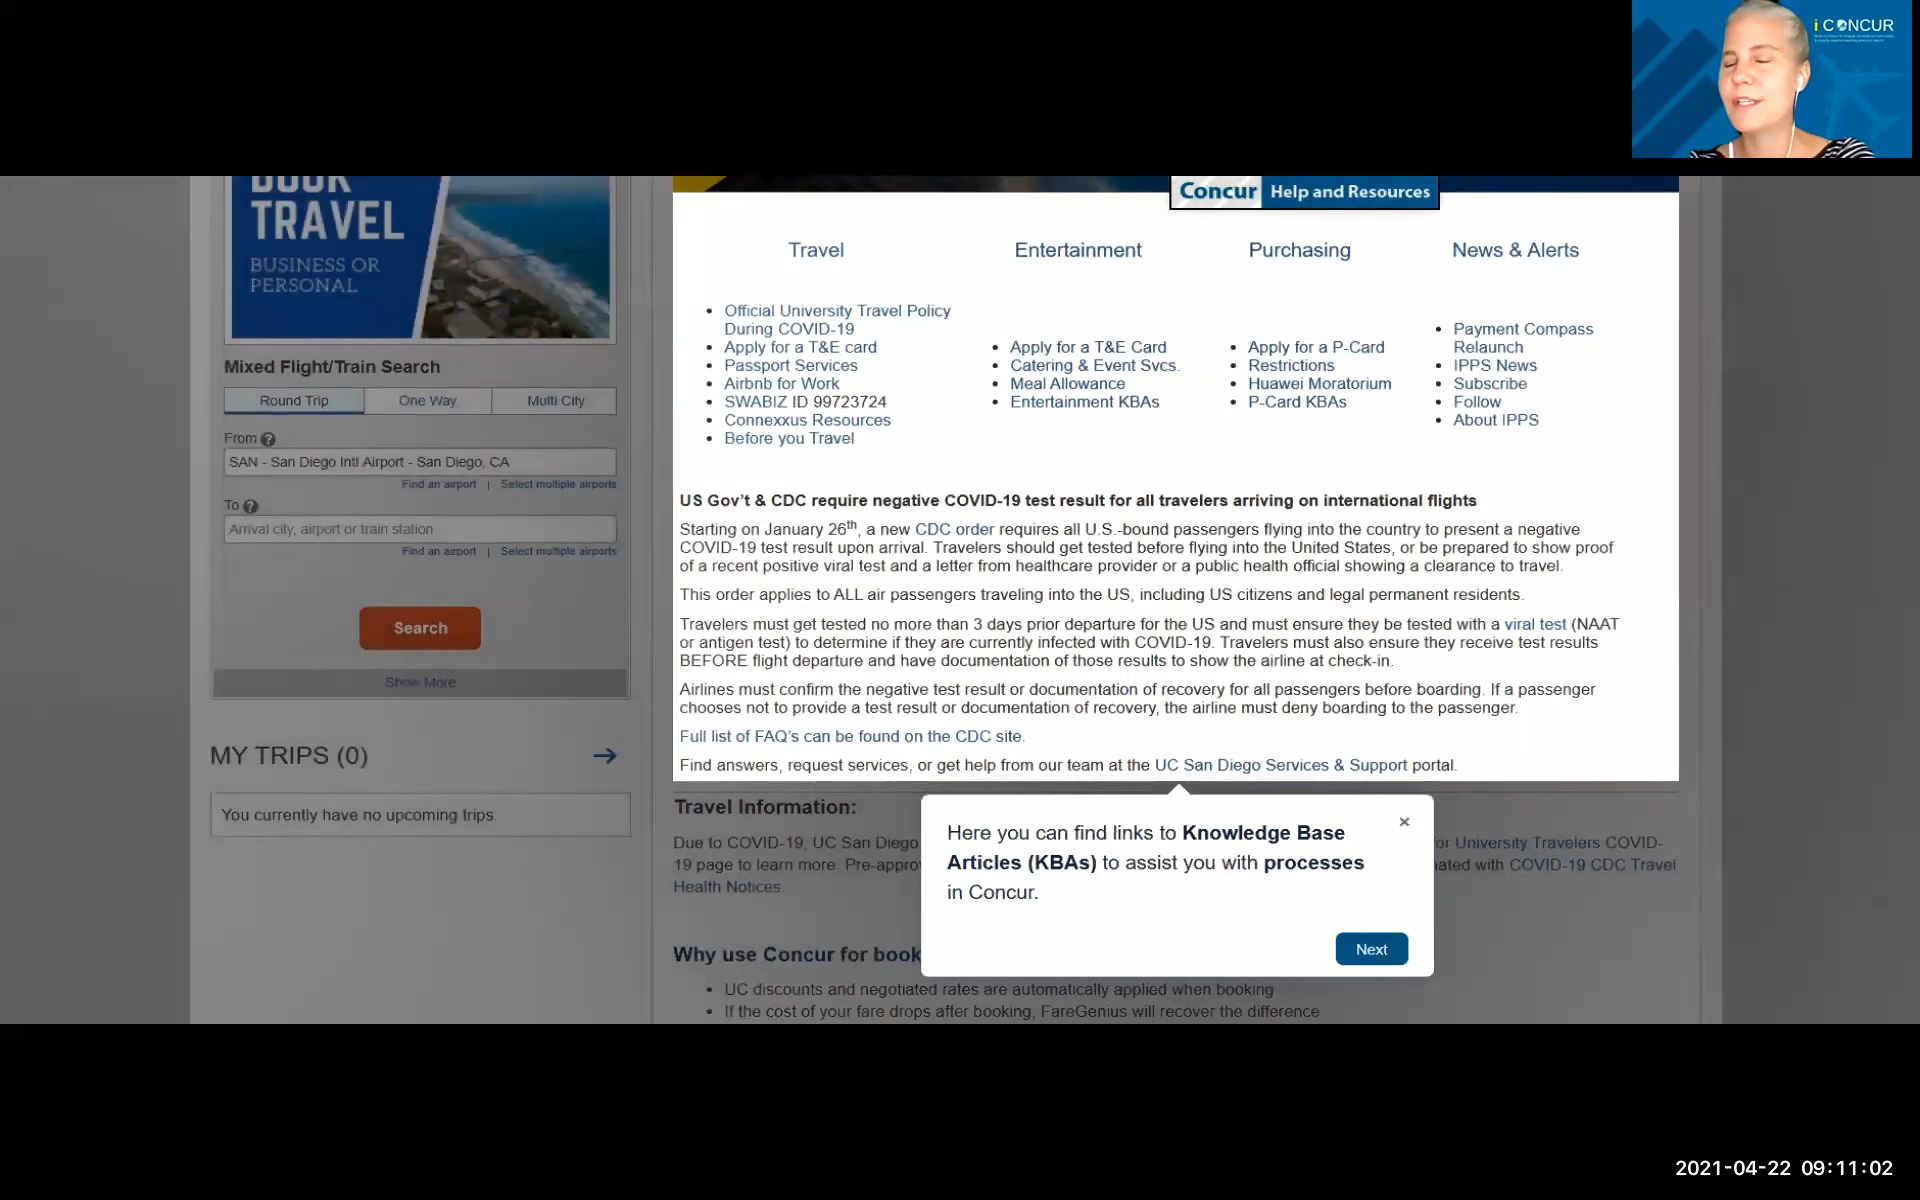 i CONCUR
BOOK
TRAVEL
BUSINESS OR
PERSONAL
Mixed Flight/Train Search
Round Trip
One Way
Multi City
From ?
SAN - San Diego Intl Airport - San Diego, CA
Find an airport | Select multiple airports
To ?
Arrival city, airport or train station
Find an airport | Select multiple airports
Search
Show More
MY TRIPS (0)
You currently have no upcoming trips.
Concur Help and Resources
Travel
Official University Travel Policy
During COVID-19
Apply for a T&E card
Passport Services
Airbnb for Work
SWABIZ ID 99723724
Connexxus Resources
Before you Travel
Entertainment
Apply for a T&E Card
Catering & Event Svcs.
Meal Allowance
Entertainment KBAs
Purchasing
Apply for a P-Card
Restrictions
Huawei Moratorium
P-Card KBAs
News & Alerts
Payment Compass
Relaunch
IPPS News
Subscribe
Follow
About IPPS
US Gov't & CDC require negative COVID-19 test result for all travelers arriving on international flights
Starting on January 26th, a new CDC order requires all U.S.-bound passengers flying into the country to present a negative
COVID-19 test result upon arrival. Travelers should get tested before flying into the United States, or be prepared to show proof
of a recent positive viral test and a letter from healthcare provider or a public health official showing a clearance to travel.
This order applies to ALL air passengers traveling into the US, including US citizens and legal permanent residents.
Travelers must get tested no more than 3 days prior departure for the US and must ensure they be tested with a viral test (NAAT
or antigen test) to determine if they are currently infected with COVID-19. Travelers must also ensure they receive test results
BEFORE flight departure and have documentation of those results to show the airline at check-in.
Airlines must confirm the negative test result or documentation of recovery for all passengers before boarding. If a passenger
chooses not to provide a test result or documentation of recovery, the airline must deny boarding to the passenger.
Full list of FAQ's can be found on the CDC site.
Find answers, request services, or get help from our team at the UC San Diego Services & Support portal.
Travel Information:
Due to COVID-19, UC San Diego
or University Travelers COVID-
19 page to learn more. Pre-approv
ated with COVID-19 CDC Travel
Health Notices.
Here you can find links to Knowledge Base
Articles (KBAs) to assist you with processes
in Concur.
×
Next
Why use Concur for book
UC discounts and negotiated rates are automatically applied when booking
If the cost of your fare drops after booking, FareGenius will recover the difference
2021-04-22 09:11:02